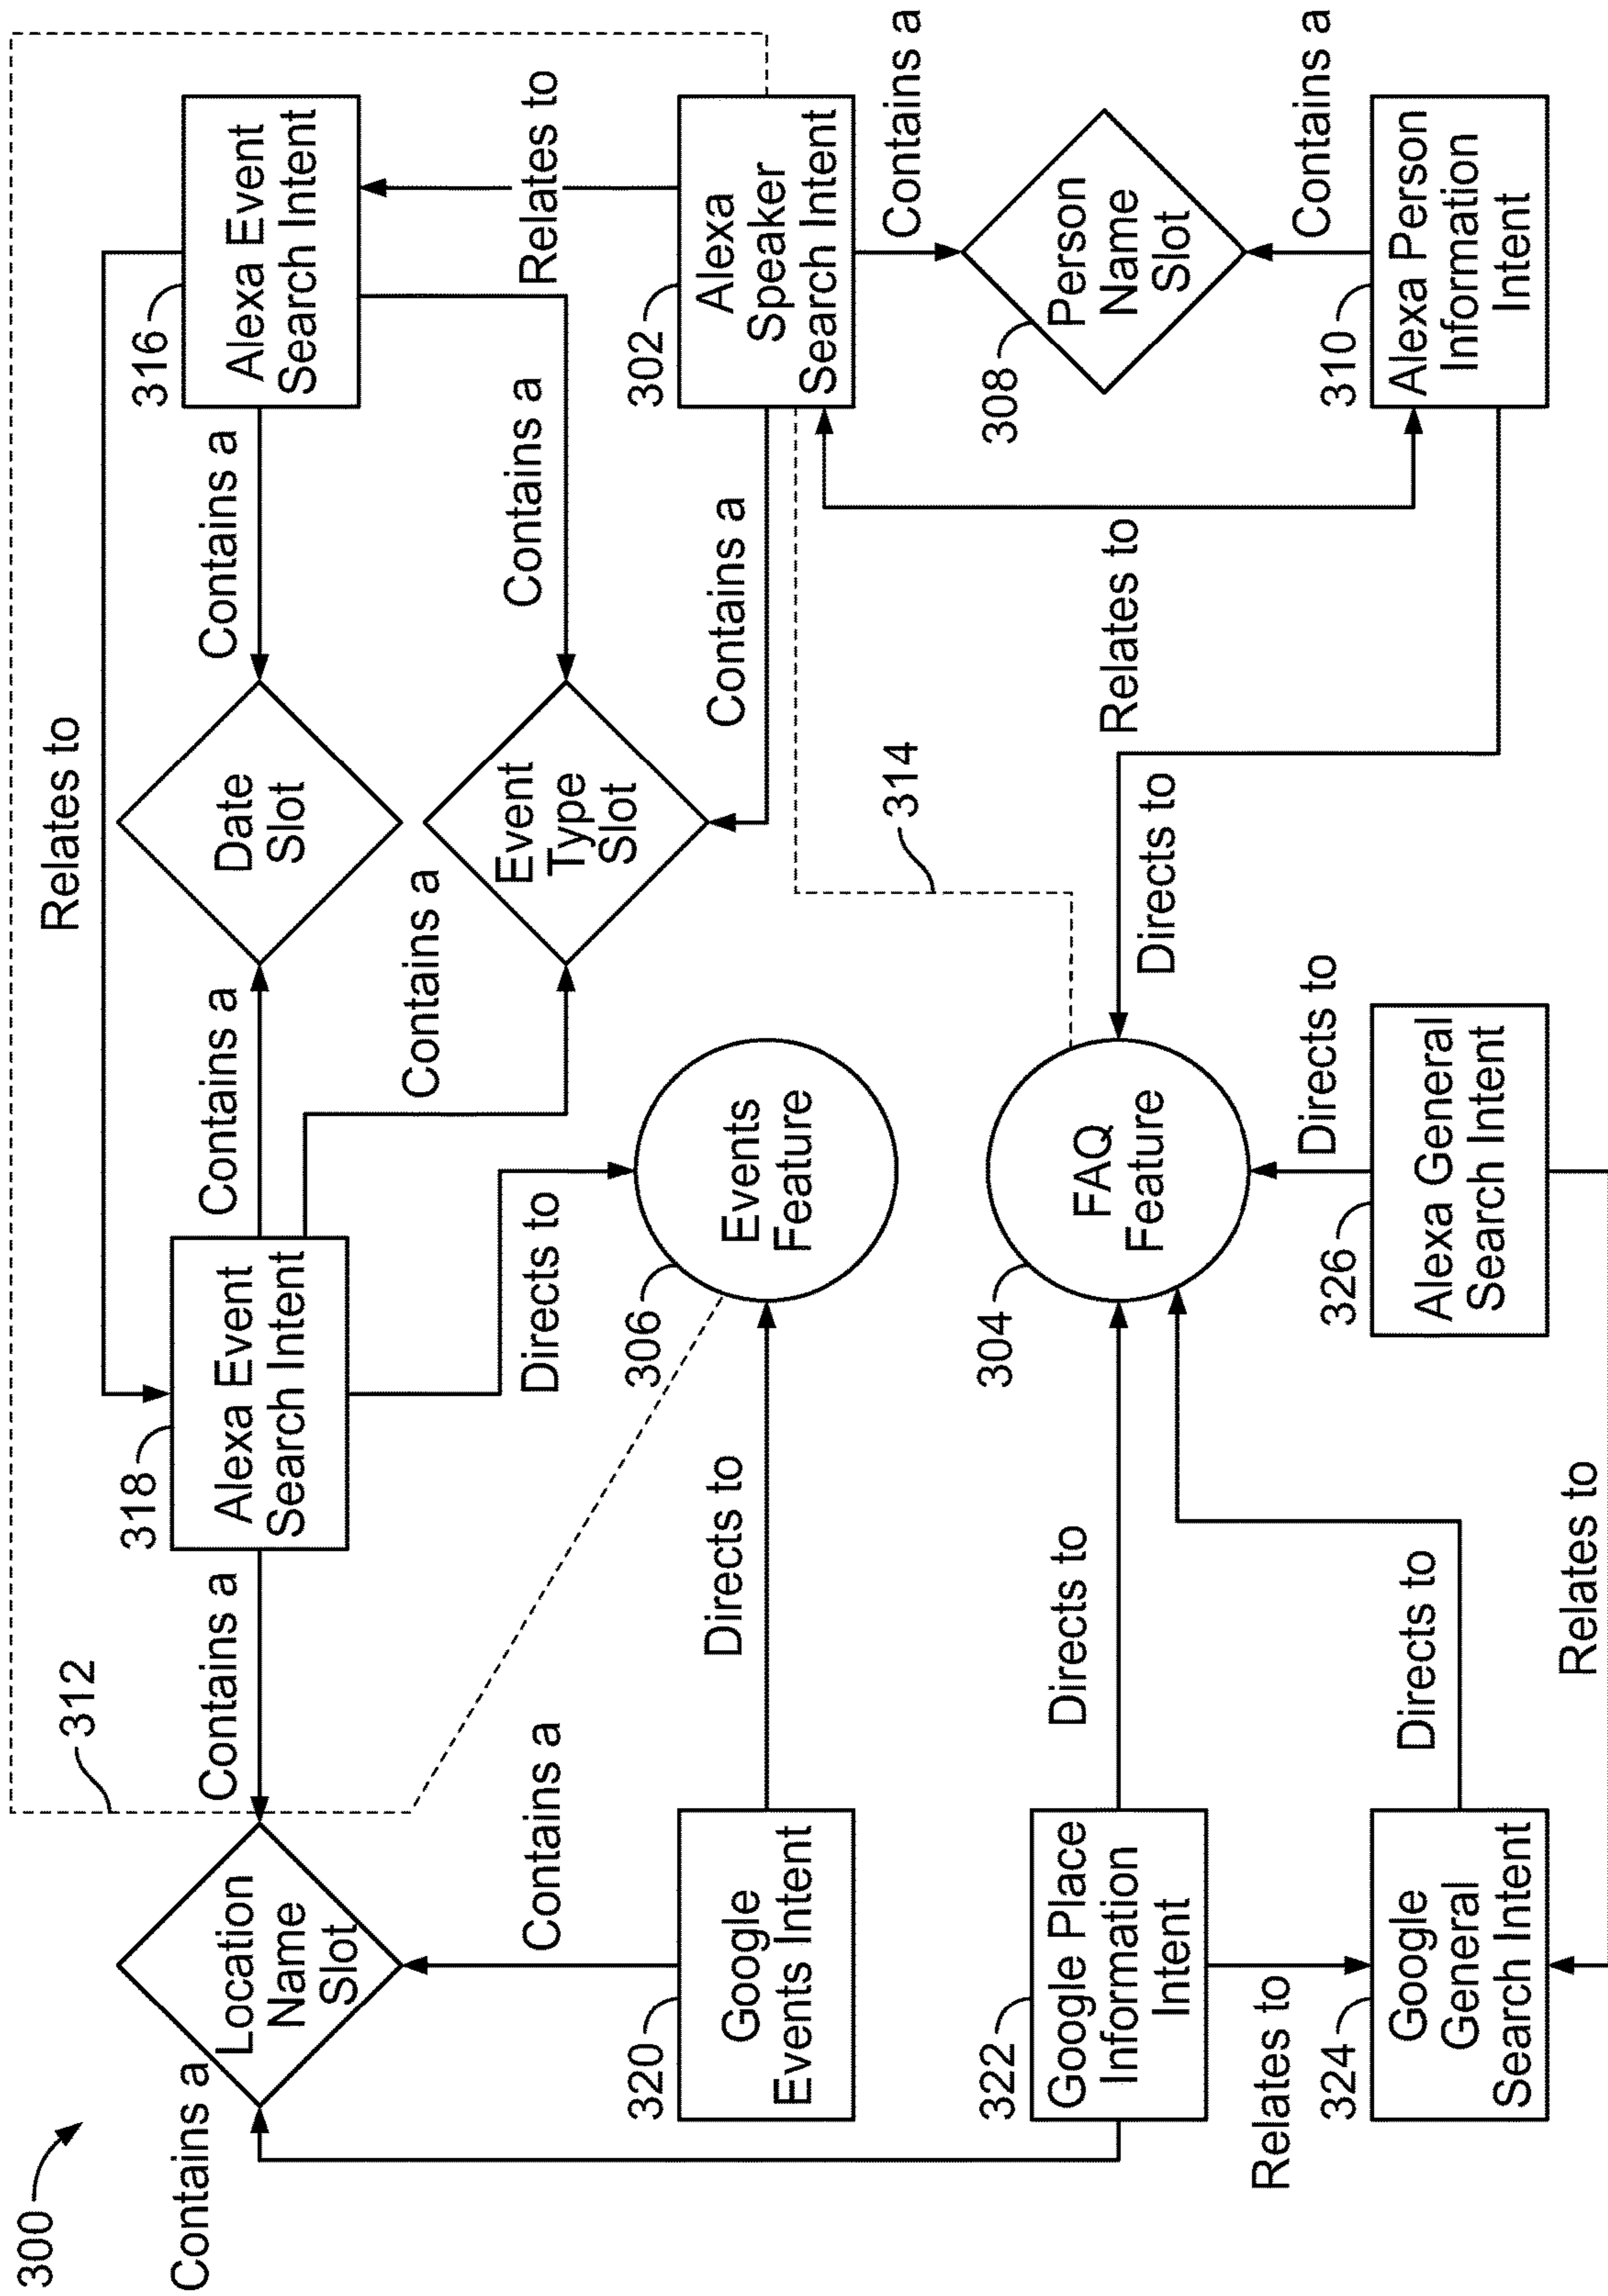 300
Relates to
312
318
316
Contains a
Location
Name
Slot
Contains a
Alexa Event
Search Intent
Contains a
Date
Slot
Contains a
Alexa Event
Search Intent
Contains a
Contains a
Directs to
Event
Type
Slot
Contains a
Relates to
320
306
302
Google
Events Intent
Directs to
Events
Feature
Contains a
Alexa
Speaker
Search Intent
314
Contains a
322
304
308
Google Place
Information
Intent
Directs to
FAQ
Feature
Directs to
Relates to
Person
Name
Slot
Relates to
Directs to
Contains a
324
326
310
Google
General
Search Intent
Directs to
Alexa General
Search Intent
Alexa Person
Information
Intent
Relates to